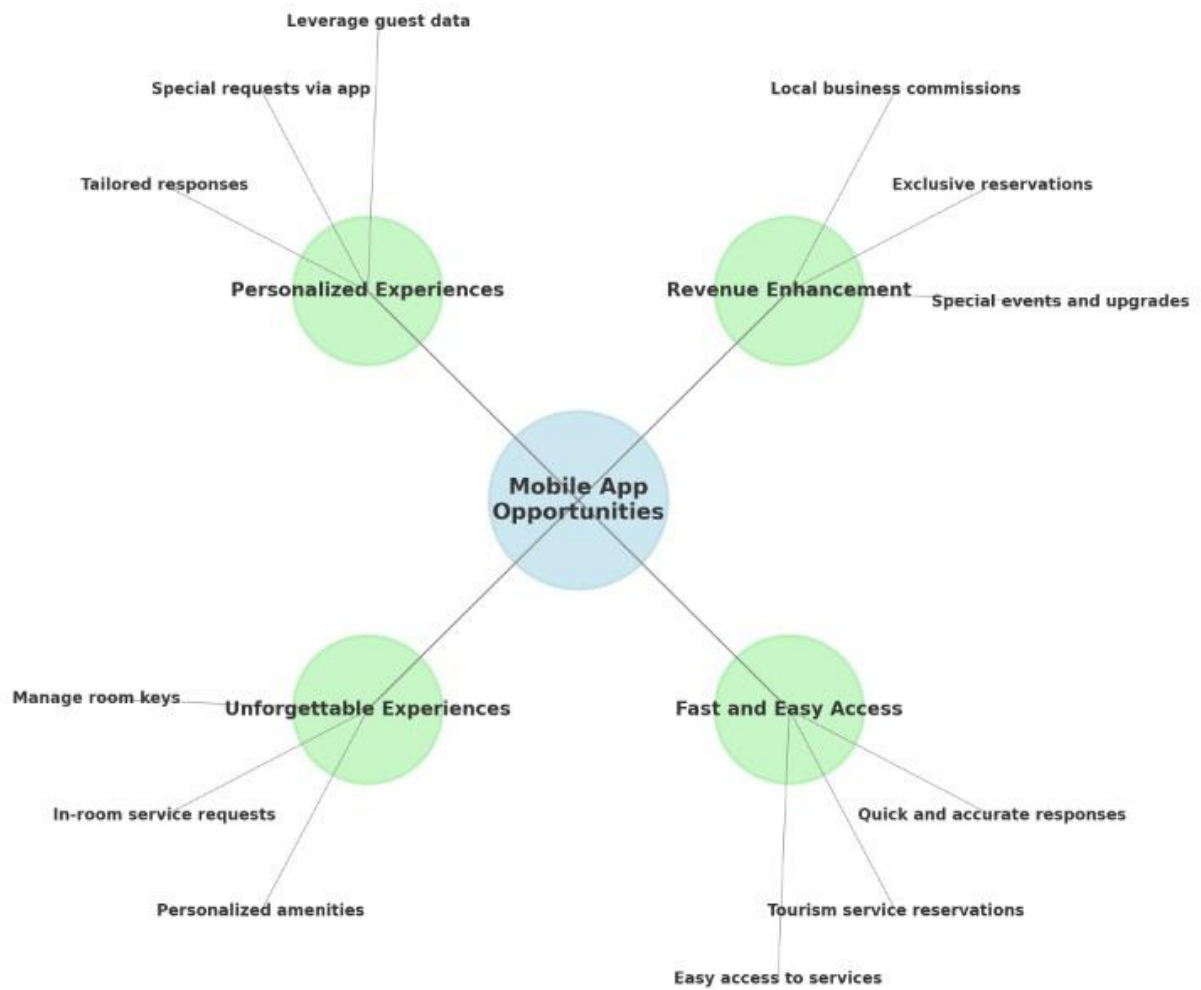 Leverage guest data
Special requests via app
Local business commissions
Tailored responses
Exclusive reservations
Personalized Experiences
Revenue Enhancement
Special events and upgrades
Mobile App
Opportunities
Manage room keys
Unforgettable Experiences
Fast and Easy Access
In-room service requests
Quick and accurate responses
Personalized amenities
Tourism service reservations
Easy access to services